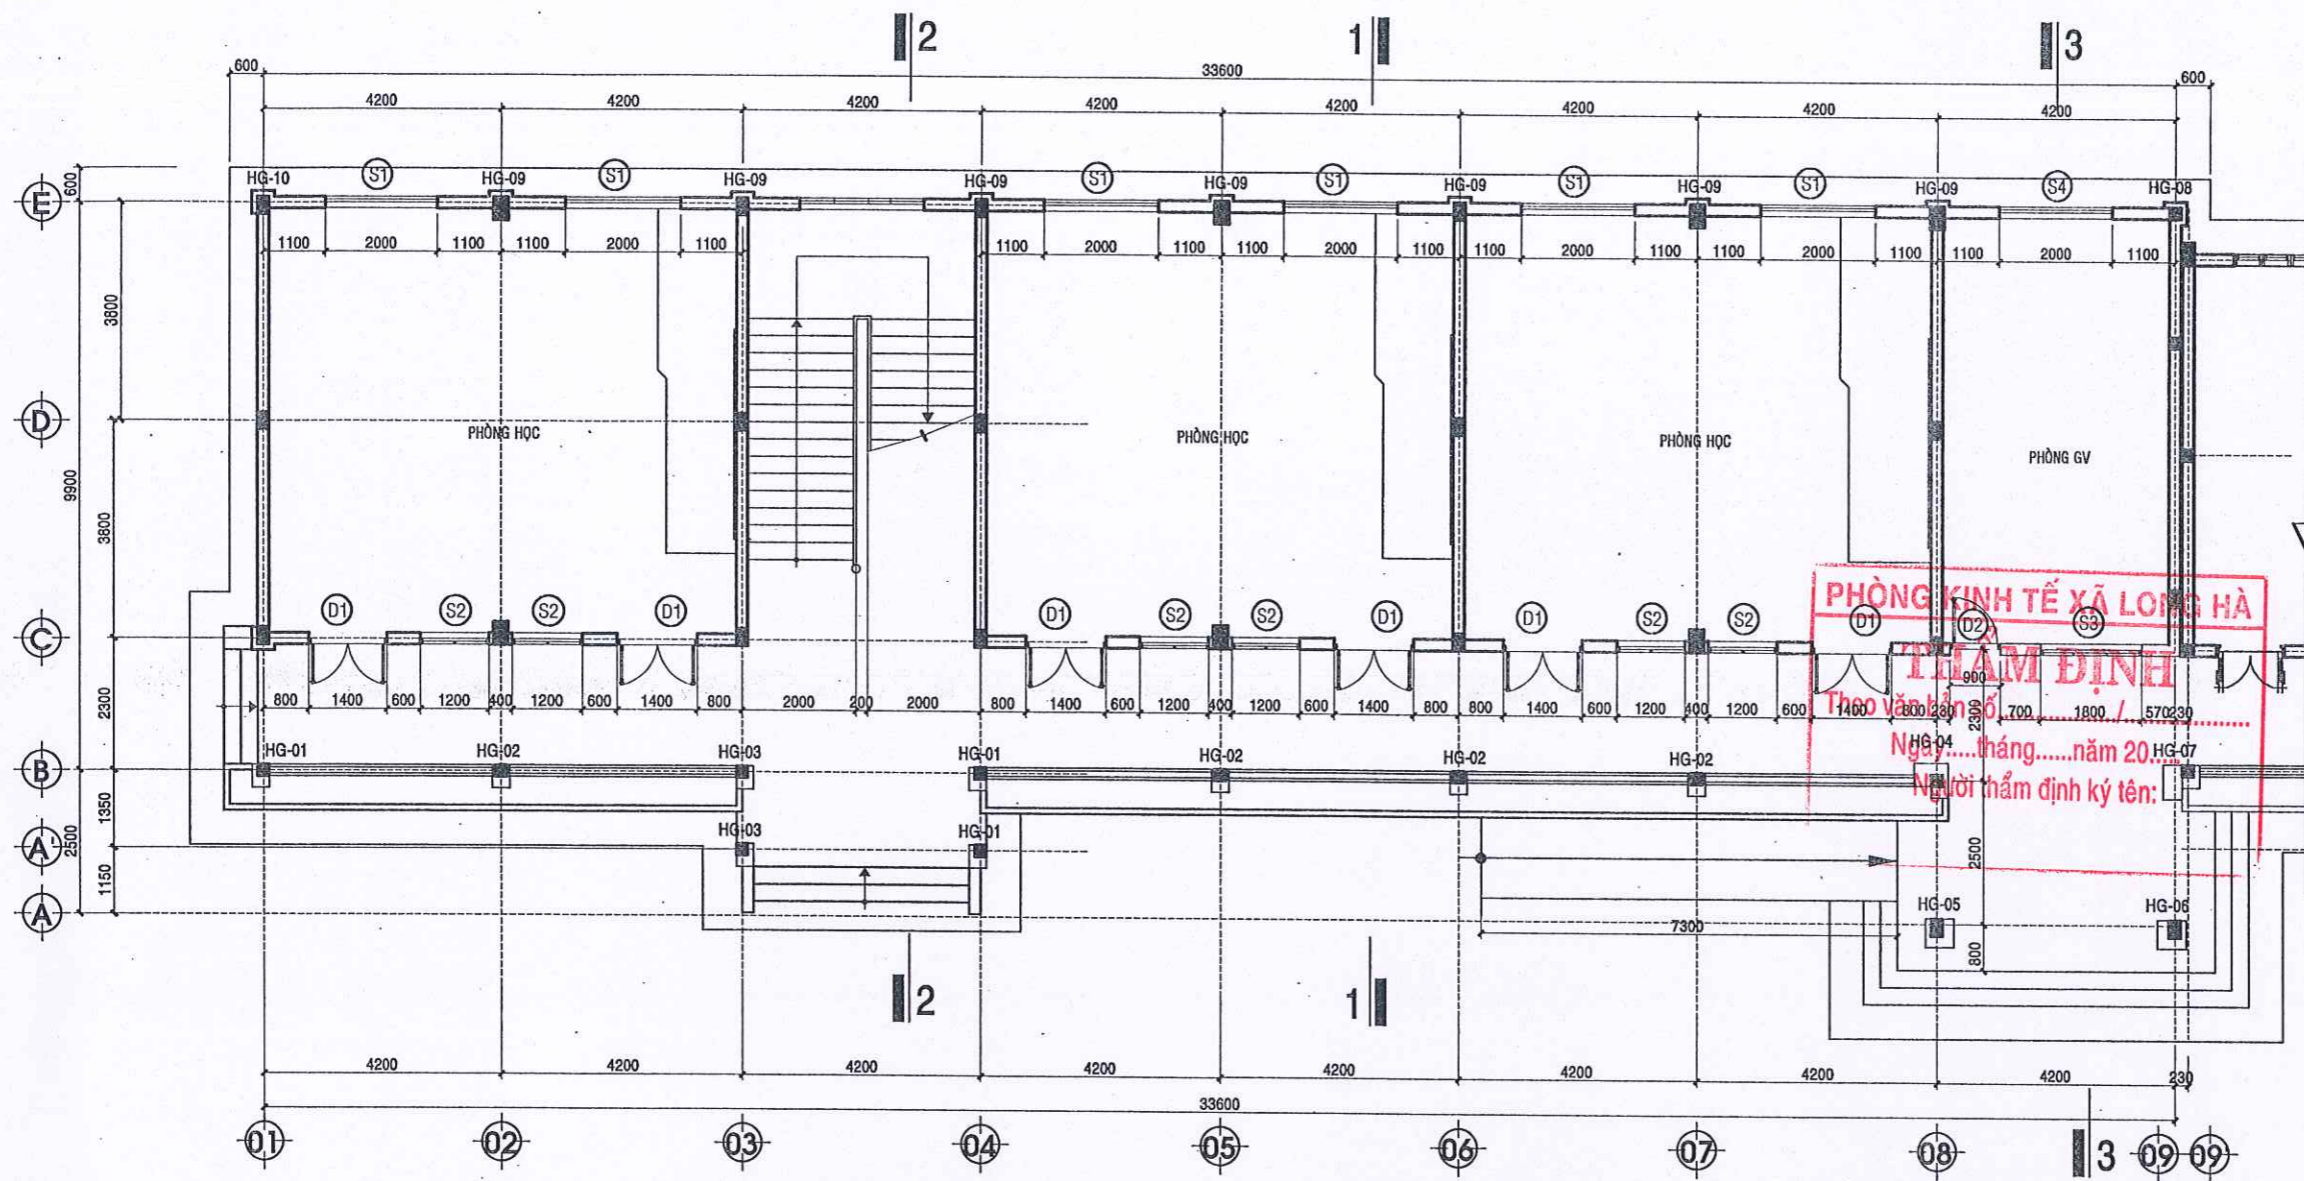 2 1 3
600 33600 600
4200 4200 4200 4200 4200 4200 4200 4200
HG-10 S1 HG-09 S1 HG-09 HG-09 S1 HG-09 S1 HG-09 S1 HG-09 S1 HG-09 S4 HG-08
E 600
1100 2000 1100 1100 2000 1100 1100 2000 1100 1100 2000 1100 1100 2000 1100 1100 2000 1100 1100 2000 1100
3800
D
PHÒNG HỌC PHÒNG HỌC PHÒNG HỌC PHÒNG GV
9900
3800
PHÒNG KINH TẾ XÃ LONG HÀ
D1 S2 S2 D1 D1 S2 S2 D1 D1 S2 S2 D1 D2 S3
C
THẨM ĐỊNH
900
2300 2300
800 1400 600 1200 400 1200 600 1400 800 2000 200 2000 800 1400 600 1200 400 1200 600 1400 800 800 1400 600 1200 400 1200 600 1400 800 230 700 1800 570 230
Theo văn bản số............../..............
Ngày.....tháng.....năm 20.....
HG-01 HG-02 HG-03 HG-01 HG-02 HG-02 HG-02 HG-04 HG-07
B
Người thẩm định ký tên:
1350
HG-03 HG-01
A' 2500 2500
1150
HG-05 HG-06
A
7300
800
2 1
4200 4200 4200 4200 4200 4200 4200 4200 230
33600
01 02 03 04 05 06 07 08 3 09 09